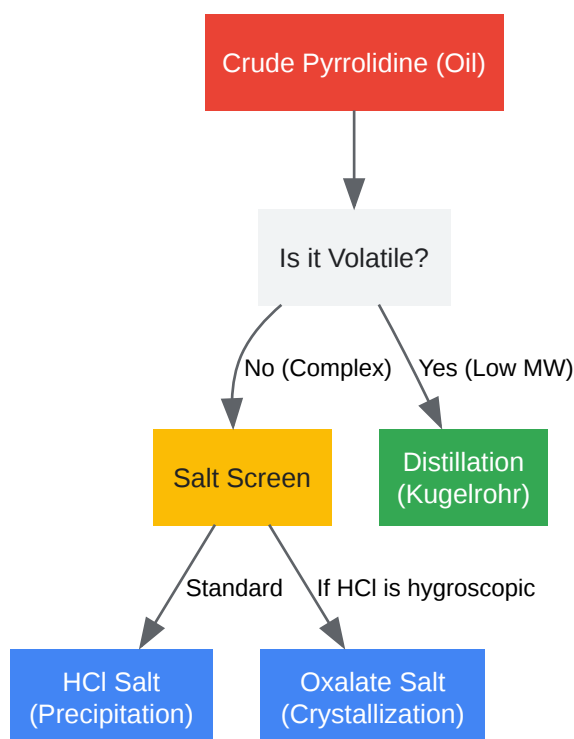 Crude Pyrrolidine (Oil)
Is it Volatile?
No (Complex)
Yes (Low MW)
Salt Screen
Distillation
(Kugelrohr)
Standard
If HCl is hygroscopic
HCl Salt
(Precipitation)
Oxalate Salt
(Crystallization)